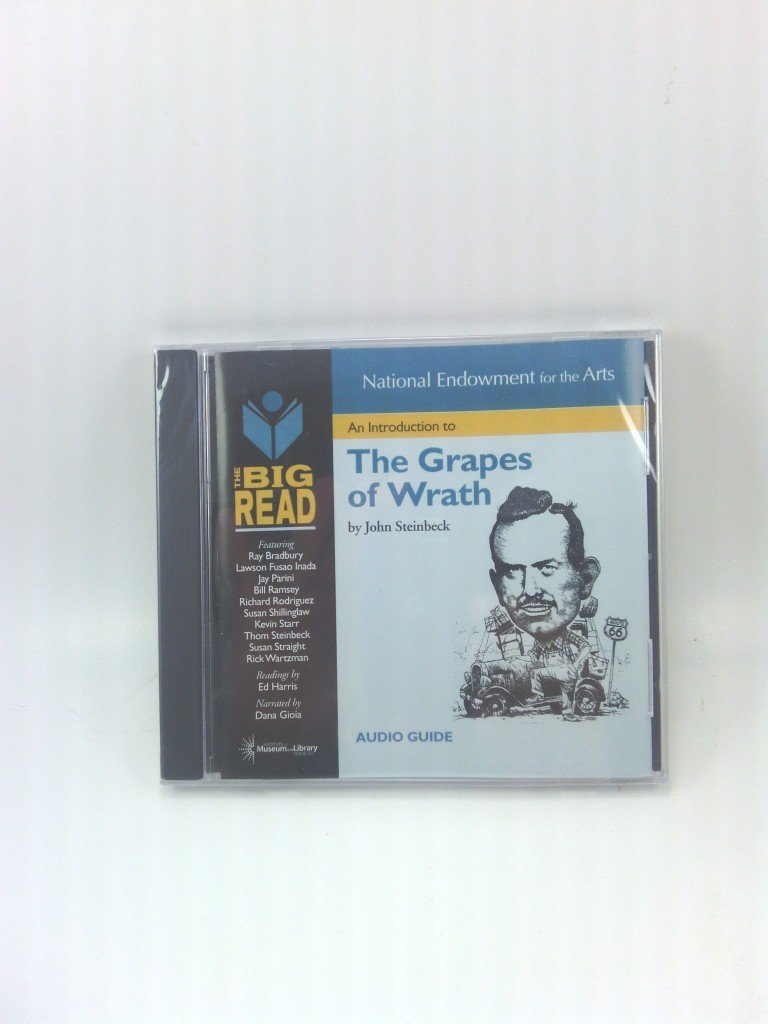 National Endowment for the Arts
An Introduction to
The Grapes
of Wrath
by John Steinbeck
THE
BIG
READ
Featuring
Ray Bradbury
Lawson Fusao Inada
Jay Parini
Bill Ramsey
Richard Rodriguez
Susan Shillinglaw
Kevin Starr
Thom Steinbeck
Susan Straight
Rick Wartzman
Readings by
Ed Harris
Narrated by
Dana Gioia
Museum and Library
66
AUDIO GUIDE